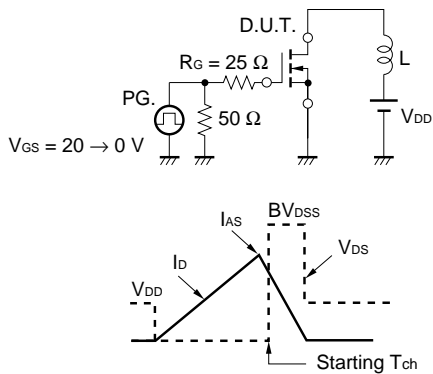 D.U.T.
RG = 25 Ω
L
PG.
50 Ω
VDD
VGS = 20 → 0 V
BVDSS
IAS
VDS
ID
VDD
Starting Tch